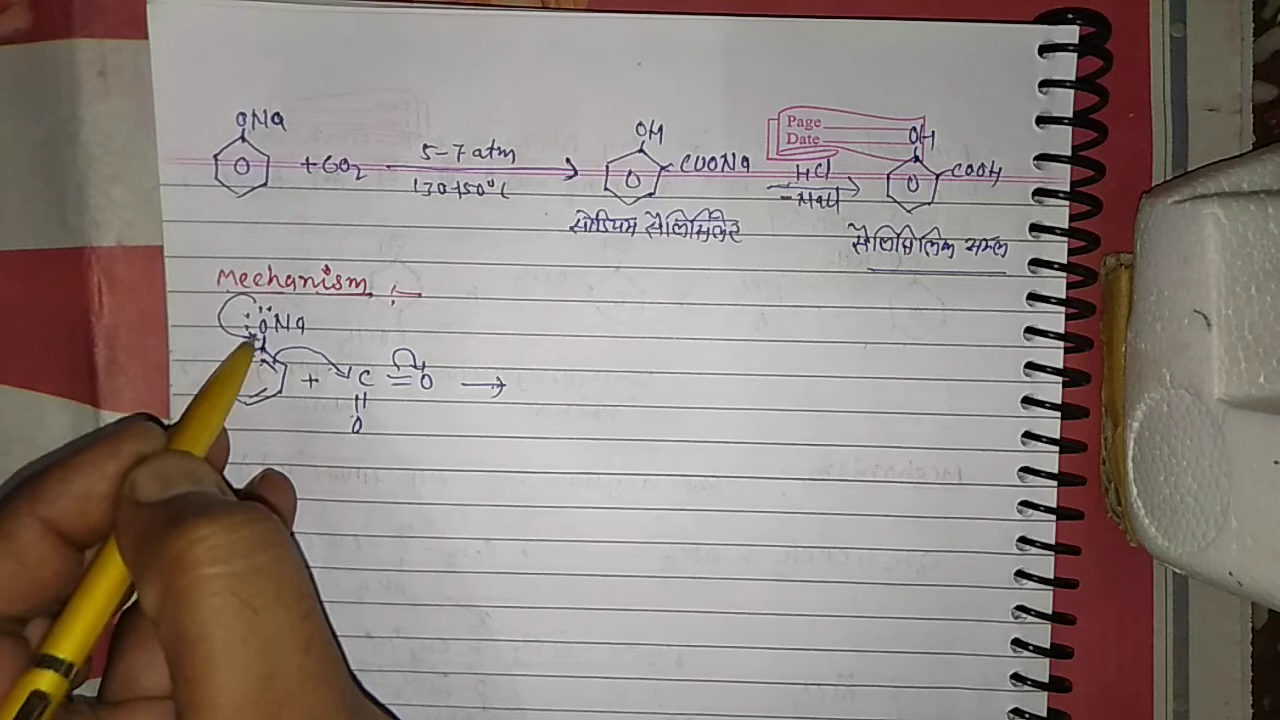 Page
Date
ONa
OH
OH
+ CO2
5-7 atm
130-150°C
COONa
HCl
-NaCl
COOH
सोडियम सैलिसिलेट
सैलिसिलिक अम्ल
Mechanism :-
ONa
+ C = O
O